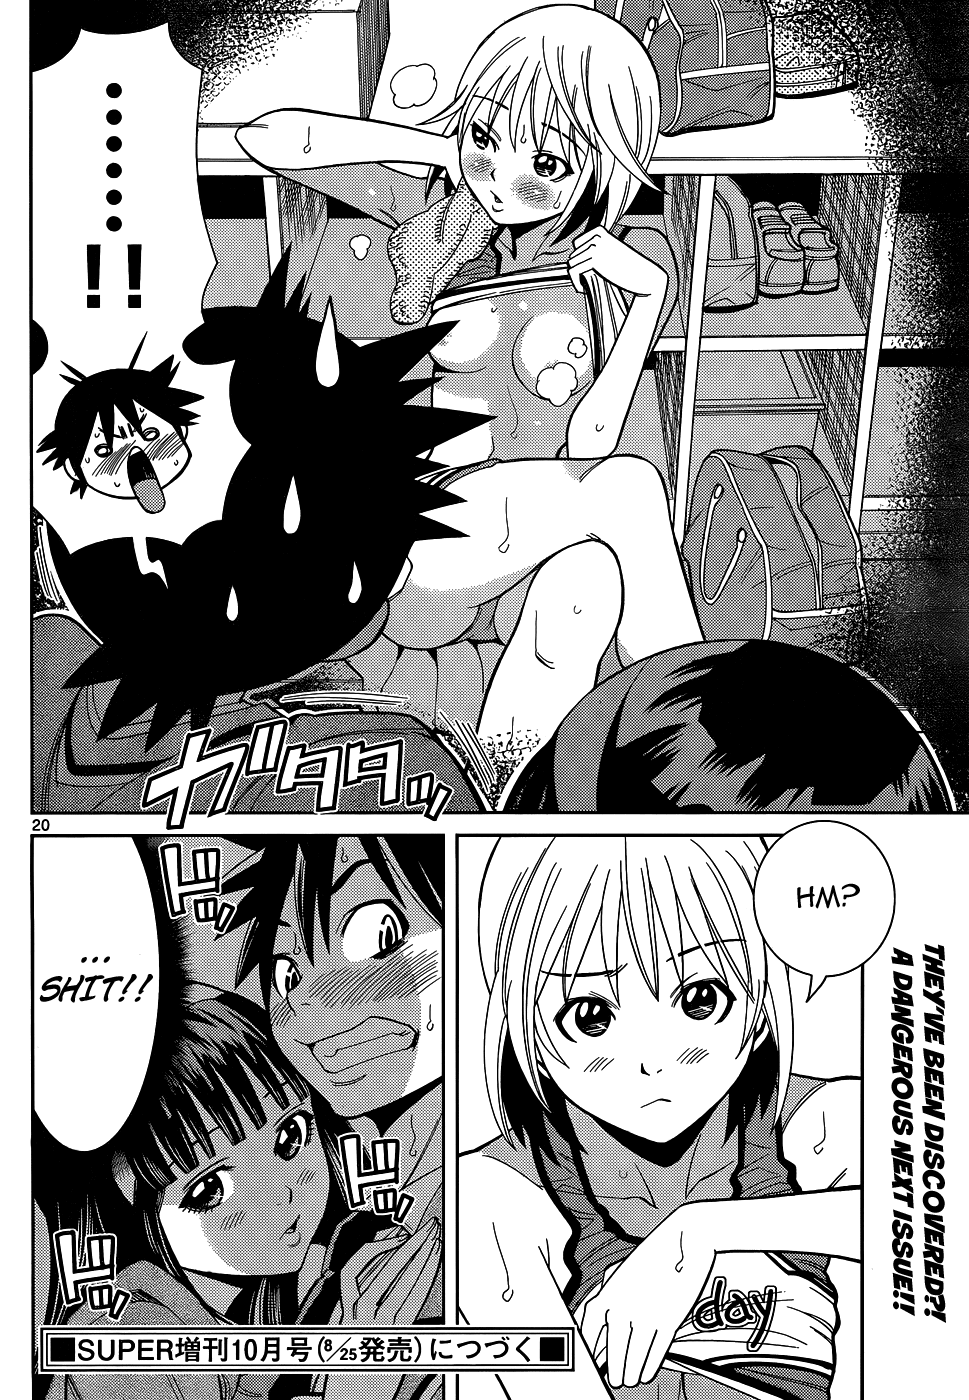 ・・・・・・!!
ガタタッ
20
HM?
day
THEY'VE BEEN DISCOVERED?!
A DANGEROUS NEXT ISSUE!!
ドッ
...
SHIT!!
ドッ
ドッ
■SUPER増刊10月号(8/25発売)につづく■